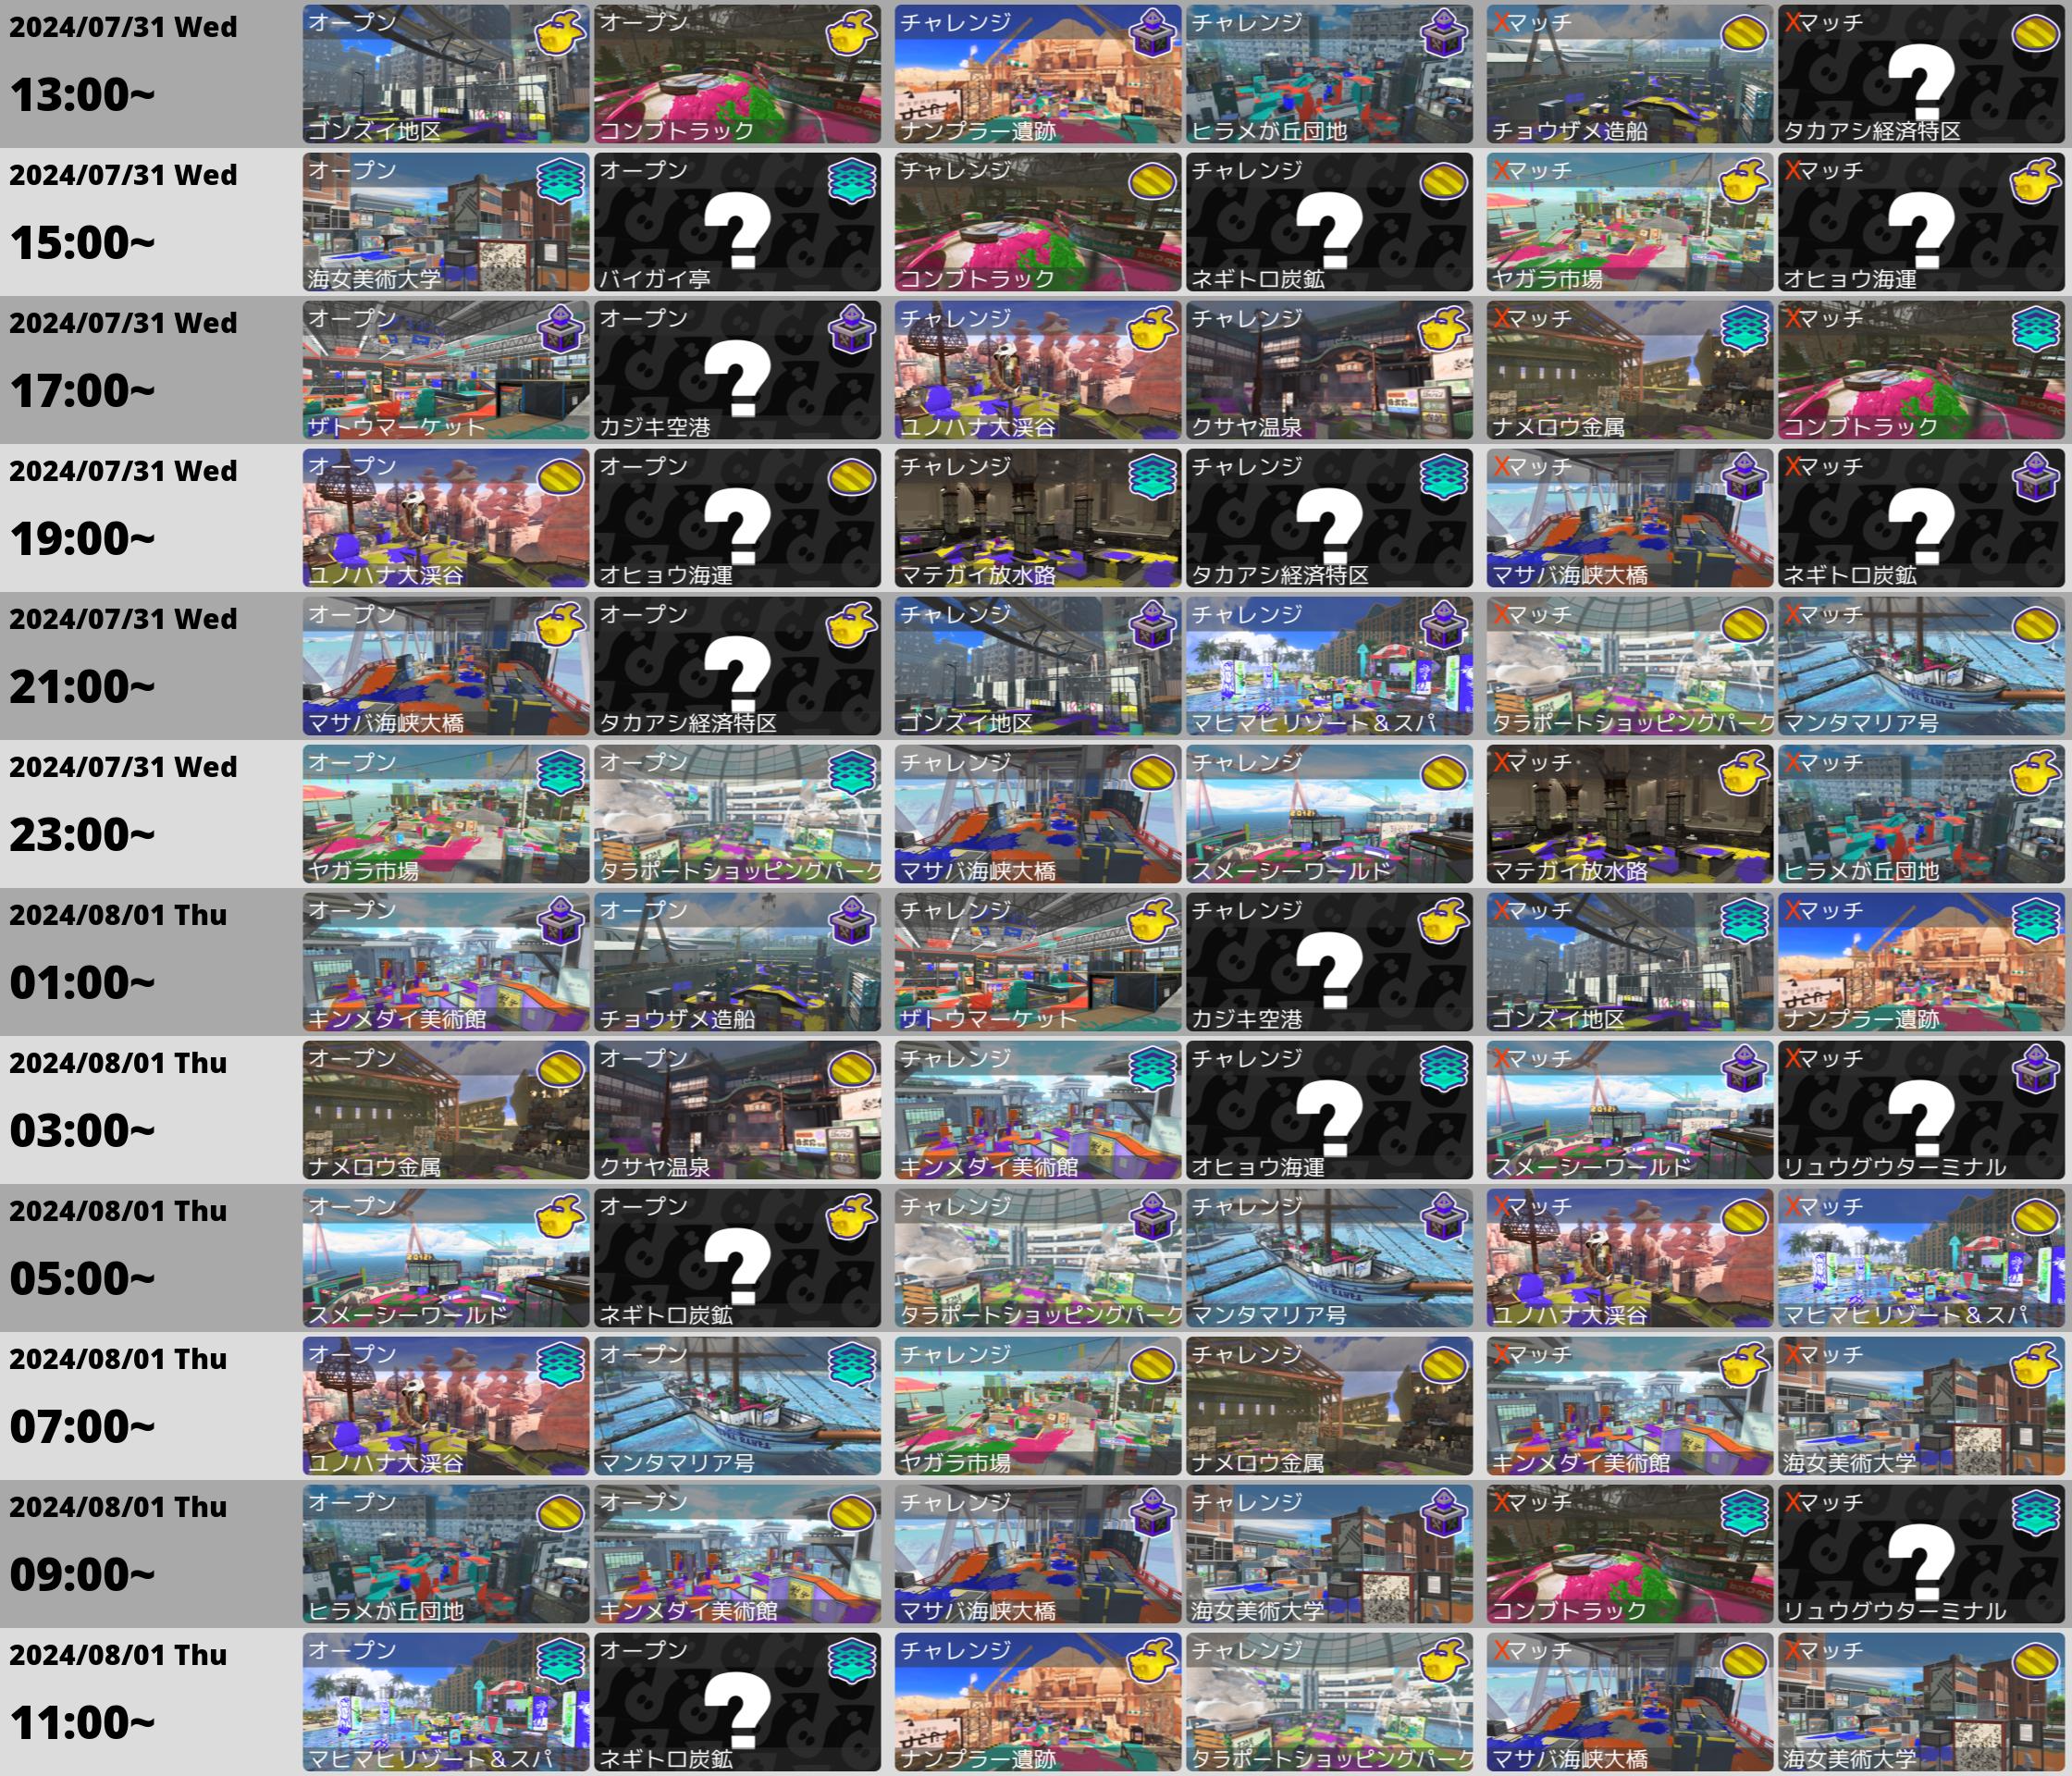 2024/07/31 Wed
13:00~
オープン
ゴンズイ地区
オープン
コンブトラック
チャレンジ
ナンプラー遺跡
チャレンジ
ヒラメが丘団地
Xマッチ
チョウザメ造船
Xマッチ
?
タカアシ経済特区
2024/07/31 Wed
15:00~
オープン
海女美術大学
オープン
?
バイガイ亭
チャレンジ
コンブトラック
チャレンジ
?
ネギトロ炭鉱
Xマッチ
ヤガラ市場
Xマッチ
?
オヒョウ海運
2024/07/31 Wed
17:00~
オープン
ザトウマーケット
オープン
?
カジキ空港
チャレンジ
ユノハナ大渓谷
チャレンジ
クサヤ温泉
Xマッチ
ナメロウ金属
Xマッチ
コンブトラック
2024/07/31 Wed
19:00~
オープン
ユノハナ大渓谷
オープン
?
オヒョウ海運
チャレンジ
マテガイ放水路
チャレンジ
?
タカアシ経済特区
Xマッチ
マサバ海峡大橋
Xマッチ
?
ネギトロ炭鉱
2024/07/31 Wed
21:00~
オープン
マサバ海峡大橋
オープン
?
タカアシ経済特区
チャレンジ
ゴンズイ地区
チャレンジ
マヒマヒリゾート＆スパ
Xマッチ
タラポートショッピングパーク
Xマッチ
マンタマリア号
2024/07/31 Wed
23:00~
オープン
ヤガラ市場
オープン
タラポートショッピングパーク
チャレンジ
マサバ海峡大橋
チャレンジ
スメーシーワールド
Xマッチ
マテガイ放水路
Xマッチ
ヒラメが丘団地
2024/08/01 Thu
01:00~
オープン
キンメダイ美術館
オープン
チョウザメ造船
チャレンジ
ザトウマーケット
チャレンジ
?
カジキ空港
Xマッチ
ゴンズイ地区
Xマッチ
ナンプラー遺跡
2024/08/01 Thu
03:00~
オープン
ナメロウ金属
オープン
クサヤ温泉
チャレンジ
キンメダイ美術館
チャレンジ
?
オヒョウ海運
Xマッチ
スメーシーワールド
Xマッチ
?
リュウグウターミナル
2024/08/01 Thu
05:00~
オープン
スメーシーワールド
オープン
?
ネギトロ炭鉱
チャレンジ
タラポートショッピングパーク
チャレンジ
マンタマリア号
Xマッチ
ユノハナ大渓谷
Xマッチ
マヒマヒリゾート＆スパ
2024/08/01 Thu
07:00~
オープン
ユノハナ大渓谷
オープン
マンタマリア号
チャレンジ
ヤガラ市場
チャレンジ
ナメロウ金属
Xマッチ
キンメダイ美術館
Xマッチ
海女美術大学
2024/08/01 Thu
09:00~
オープン
ヒラメが丘団地
オープン
キンメダイ美術館
チャレンジ
マサバ海峡大橋
チャレンジ
海女美術大学
Xマッチ
コンブトラック
Xマッチ
?
リュウグウターミナル
2024/08/01 Thu
11:00~
オープン
マヒマヒリゾート＆スパ
オープン
?
ネギトロ炭鉱
チャレンジ
ナンプラー遺跡
チャレンジ
タラポートショッピングパーク
Xマッチ
マサバ海峡大橋
Xマッチ
海女美術大学